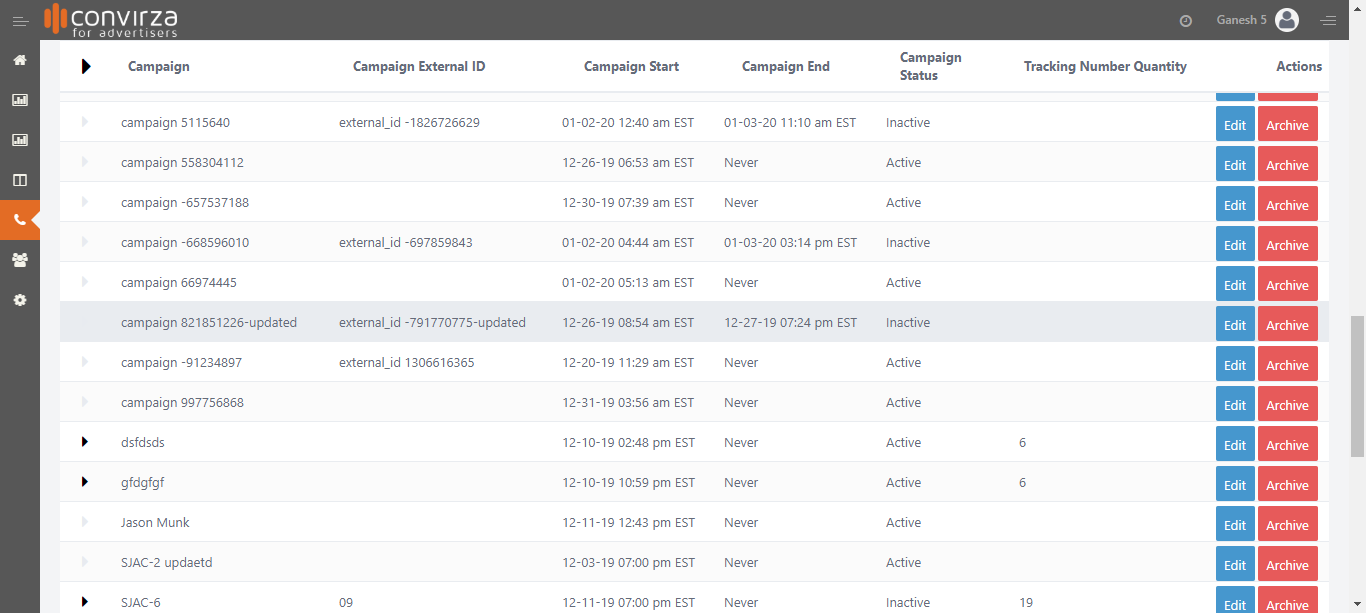 convirza
for advertisers
Ganesh 5
Campaign Campaign External ID Campaign Start Campaign End Campaign Status Tracking Number Quantity Actions
campaign 5115640 external_id -1826726629 01-02-20 12:40 am EST 01-03-20 11:10 am EST Inactive Edit Archive
campaign 558304112 12-26-19 06:53 am EST Never Active Edit Archive
campaign -657537188 12-30-19 07:39 am EST Never Active Edit Archive
campaign -668596010 external_id -697859843 01-02-20 04:44 am EST 01-03-20 03:14 pm EST Inactive Edit Archive
campaign 66974445 01-02-20 05:13 am EST Never Active Edit Archive
campaign 821851226-updated external_id -791770775-updated 12-26-19 08:54 am EST 12-27-19 07:24 pm EST Inactive Edit Archive
campaign -91234897 external_id 1306616365 12-20-19 11:29 am EST Never Active Edit Archive
campaign 997756868 12-31-19 03:56 am EST Never Active Edit Archive
dsfdsds 12-10-19 02:48 pm EST Never Active 6 Edit Archive
gfdgfgf 12-10-19 10:59 pm EST Never Active 6 Edit Archive
Jason Munk 12-11-19 12:43 pm EST Never Active Edit Archive
SJAC-2 updaetd 12-03-19 07:00 pm EST Never Active Edit Archive
SJAC-6 09 12-11-19 07:00 pm EST Never Inactive 19 Edit Archive